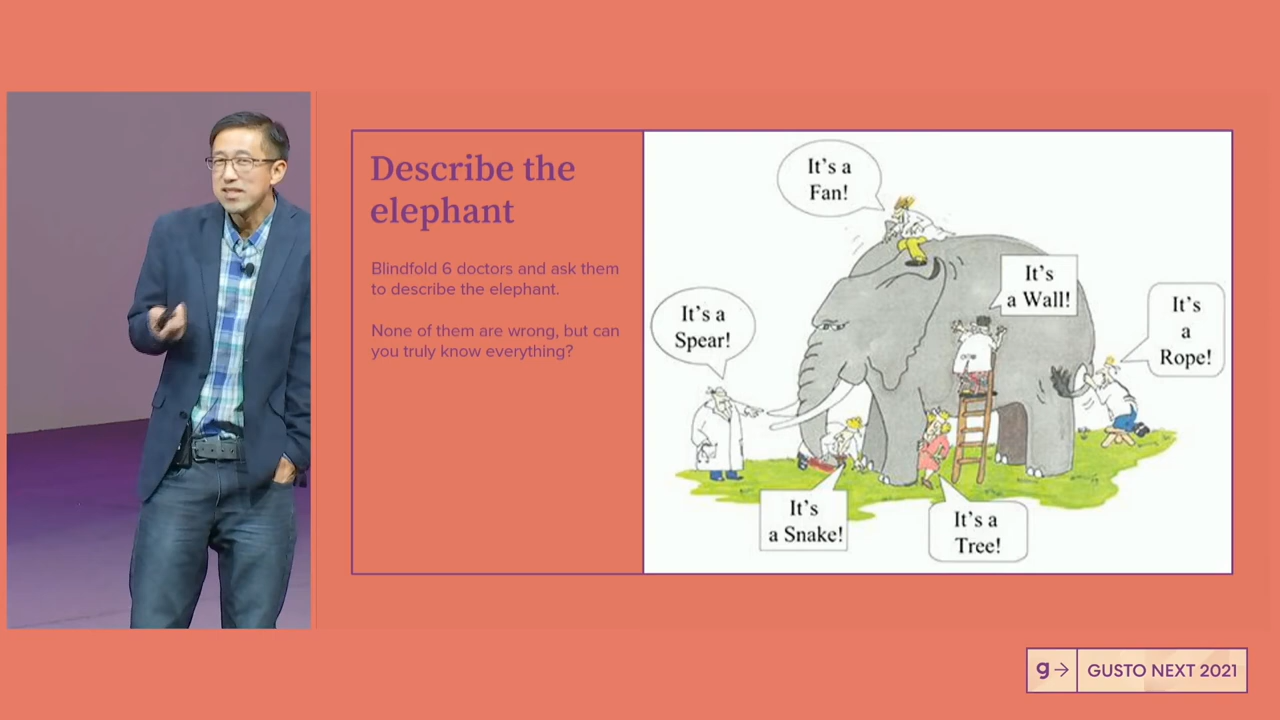 Describe the
elephant
Blindfold 6 doctors and ask them
to describe the elephant.
None of them are wrong, but can
you truly know everything?
It's a
Fan!
It's
a Wall!
It's a
Spear!
It's
a
Rope!
It's
a Snake!
It's a
Tree!
g→ GUSTO NEXT 2021